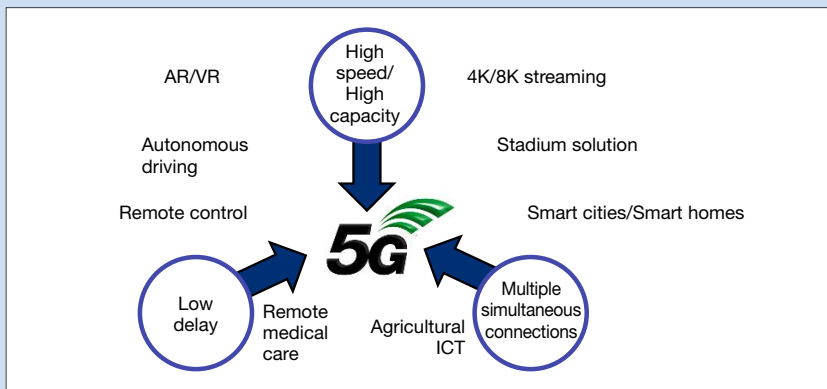 High
speed/
High
capacity
AR/VR
4K/8K streaming
Autonomous
driving
Stadium solution
Remote control
Smart cities/Smart homes
5G
Low
delay
Remote
medical
care
Agricultural
ICT
Multiple
simultaneous
connections